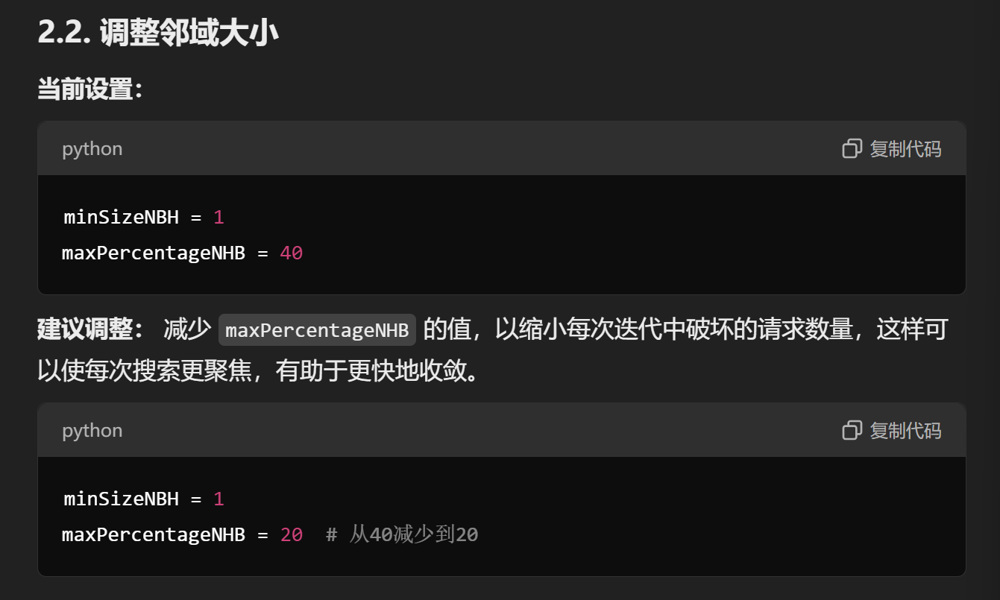 2.2. 调整邻域大小
当前设置：
python
复制代码
minSizeNBH = 1
maxPercentageNHB = 40
建议调整： 减少 maxPercentageNHB 的值，以缩小每次迭代中破坏的请求数量，这样可
以使每次搜索更聚焦，有助于更快地收敛。
python
复制代码
minSizeNBH = 1
maxPercentageNHB = 20  # 从40减少到20